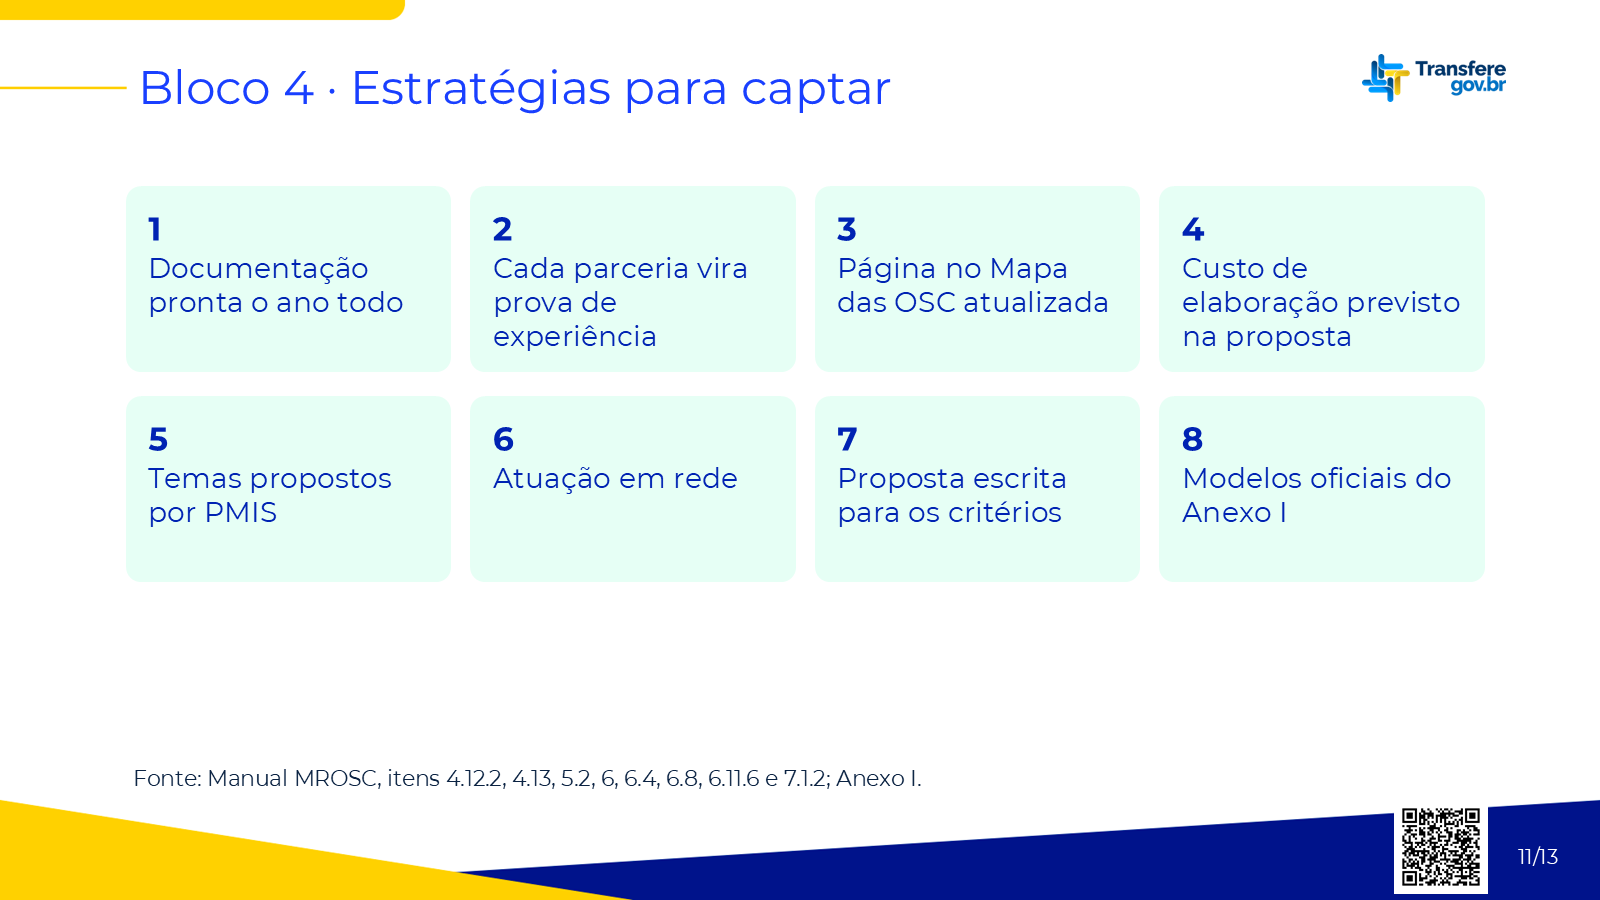 Bloco 4 · Estratégias para captar
Transfere
gov.br
1
Documentação
pronta o ano todo
2
Cada parceria vira
prova de
experiência
3
Página no Mapa
das OSC atualizada
4
Custo de
elaboração previsto
na proposta
5
Temas propostos
por PMIS
6
Atuação em rede
7
Proposta escrita
para os critérios
8
Modelos oficiais do
Anexo I
Fonte: Manual MROSC, itens 4.12.2, 4.13, 5.2, 6, 6.4, 6.8, 6.11.6 e 7.1.2; Anexo I.
11/13